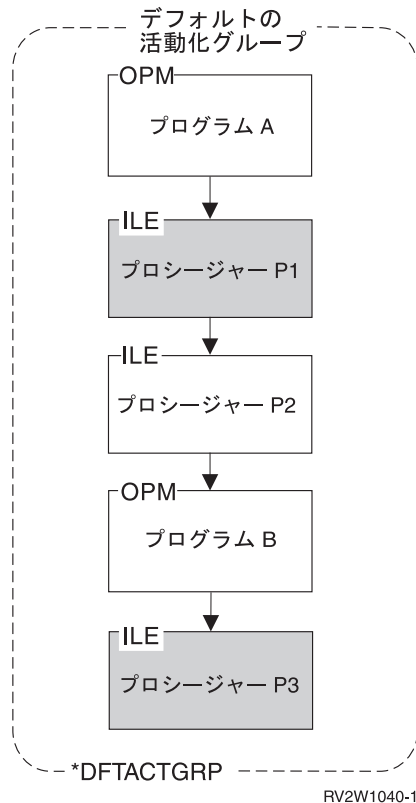 デフォルトの
活動化グループ
OPM
プログラム A
ILE
プロシージャー P1
ILE
プロシージャー P2
OPM
プログラム B
ILE
プロシージャー P3
*DFTACTGRP
RV2W1040-1